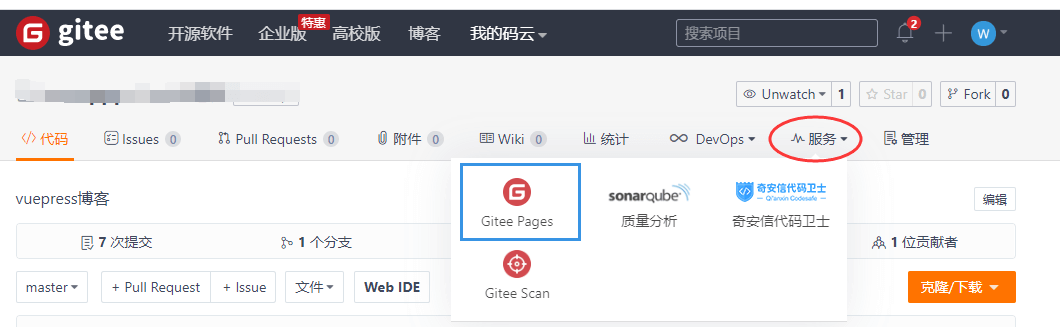 gitee 开源软件 企业版 特惠 高校版 博客 我的码云 搜索项目 2 W
Unwatch 1 Star 0 Fork 0
代码 Issues 0 Pull Requests 0 附件 0 Wiki 0 统计 DevOps 服务 管理
vuepress博客 编辑
Gitee Pages
sonarqube
质量分析
奇安信代码卫士
Qi'anxin Codesafe
奇安信代码卫士
Gitee Scan
7 次提交 1 个分支 1 位贡献者
master + Pull Request + Issue 文件 Web IDE 克隆/下载